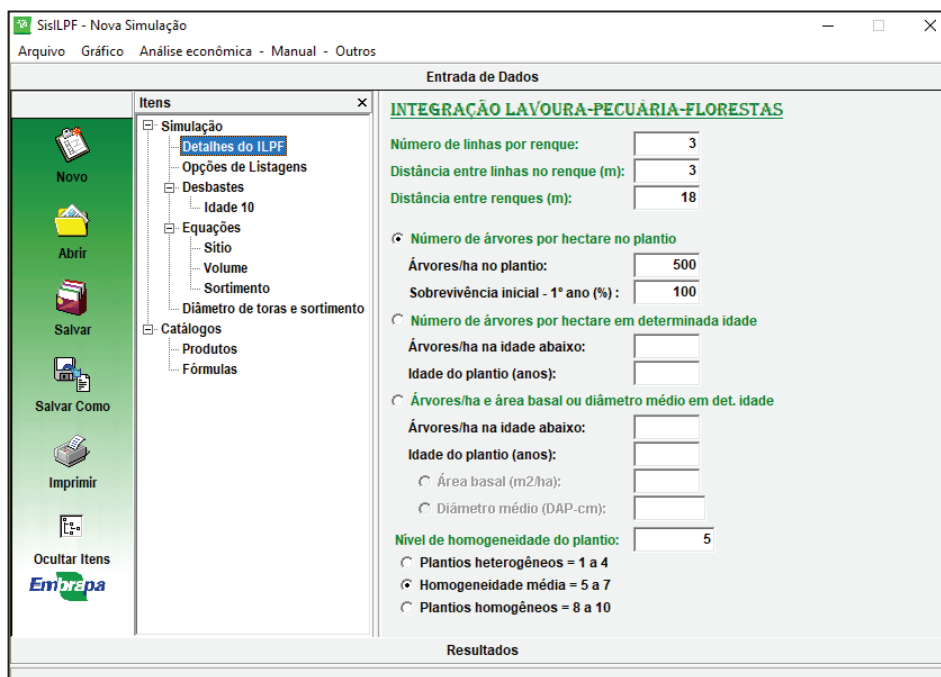 SisILPF - Nova Simulação
Arquivo Gráfico Análise econômica - Manual - Outros
Entrada de Dados
Novo
Abrir
Salvar
Salvar Como
Imprimir
Ocultar Itens
Embrapa
Itens
Simulação
Detalhes do ILPF
Opções de Listagens
Desbastes
Idade 10
Equações
Sitio
Volume
Sortimento
Diâmetro de toras e sortimento
Catálogos
Produtos
Fórmulas
INTEGRAÇÃO LAVOURA-PECUÁRIA-FLORESTAS
Número de linhas por renque: 3
Distância entre linhas no renque (m): 3
Distância entre renques (m): 18
Número de árvores por hectare no plantio
Árvores/ha no plantio: 500
Sobrevivência inicial - 1º ano (%) : 100
Número de árvores por hectare em determinada idade
Árvores/ha na idade abaixo:
Idade do plantio (anos):
Árvores/ha e área basal ou diâmetro médio em det. idade
Árvores/ha na idade abaixo:
Idade do plantio (anos):
Área basal (m2/ha):
Diâmetro médio (DAP-cm):
Nível de homogeneidade do plantio: 5
Plantios heterogêneos = 1 a 4
Homogeneidade média = 5 a 7
Plantios homogêneos = 8 a 10
Resultados